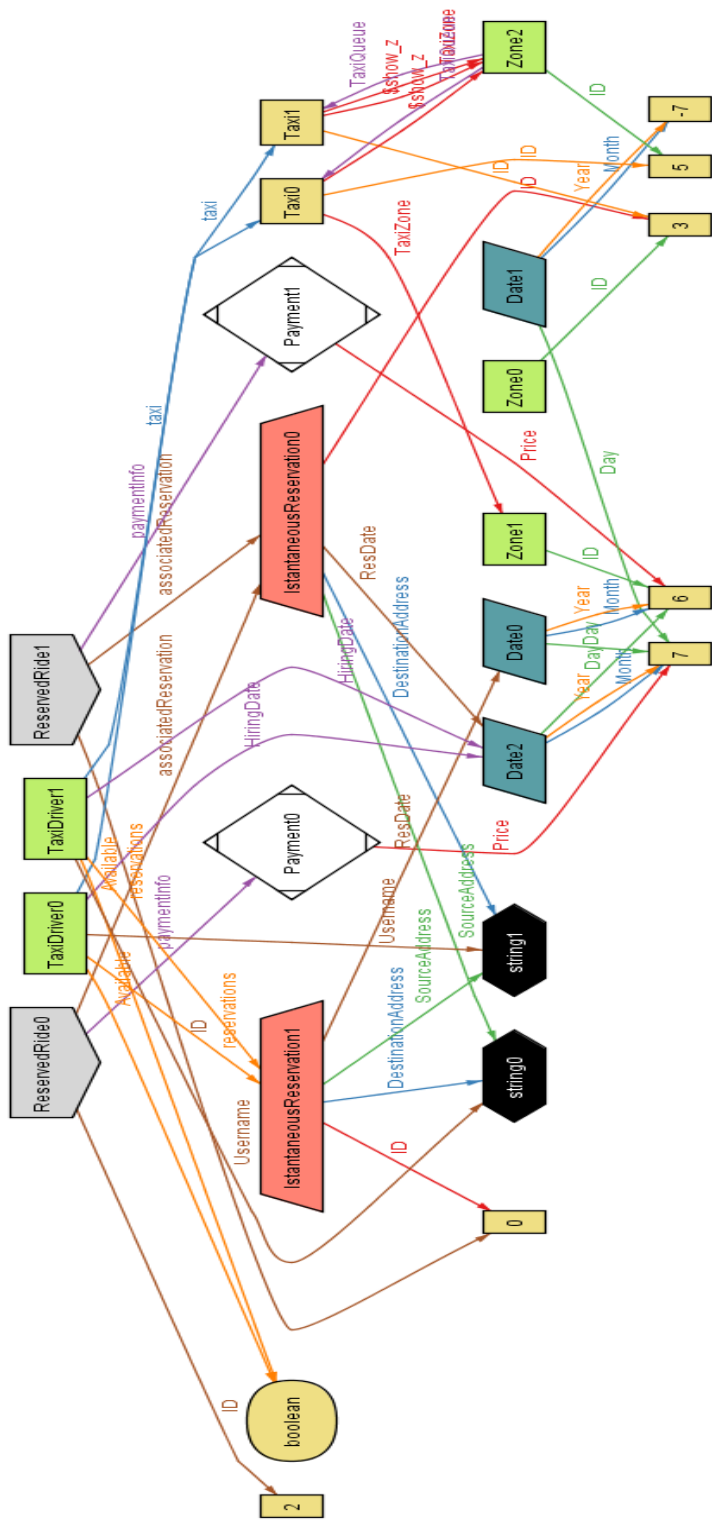 ReservedRide0
TaxiDriver0
TaxiDriver1
ReservedRide1
ID
Username
Available
ID
reservations
paymentInfo
Available
reservations
HiringDate
associatedReservation
HiringDate
associatedReservation
paymentInfo
taxi
taxi
2
boolean
IstantaneousReservation1
Payment0
IstantaneousReservation0
Payment1
Taxi0
Taxi1
ID
DestinationAddress
SourceAddress
Username
ResDate
SourceAddress
DestinationAddress
ResDate
TaxiZone
ID
ID
ID
TaxiQueue
$show_z
$show_z
TaxiZone
0
string0
string1
Price
Date2
Date0
Zone1
Zone0
Date1
Zone2
Year
Month
Day
Day
Year
Month
ID
Price
Day
ID
Year
Month
ID
7
6
3
5
-7